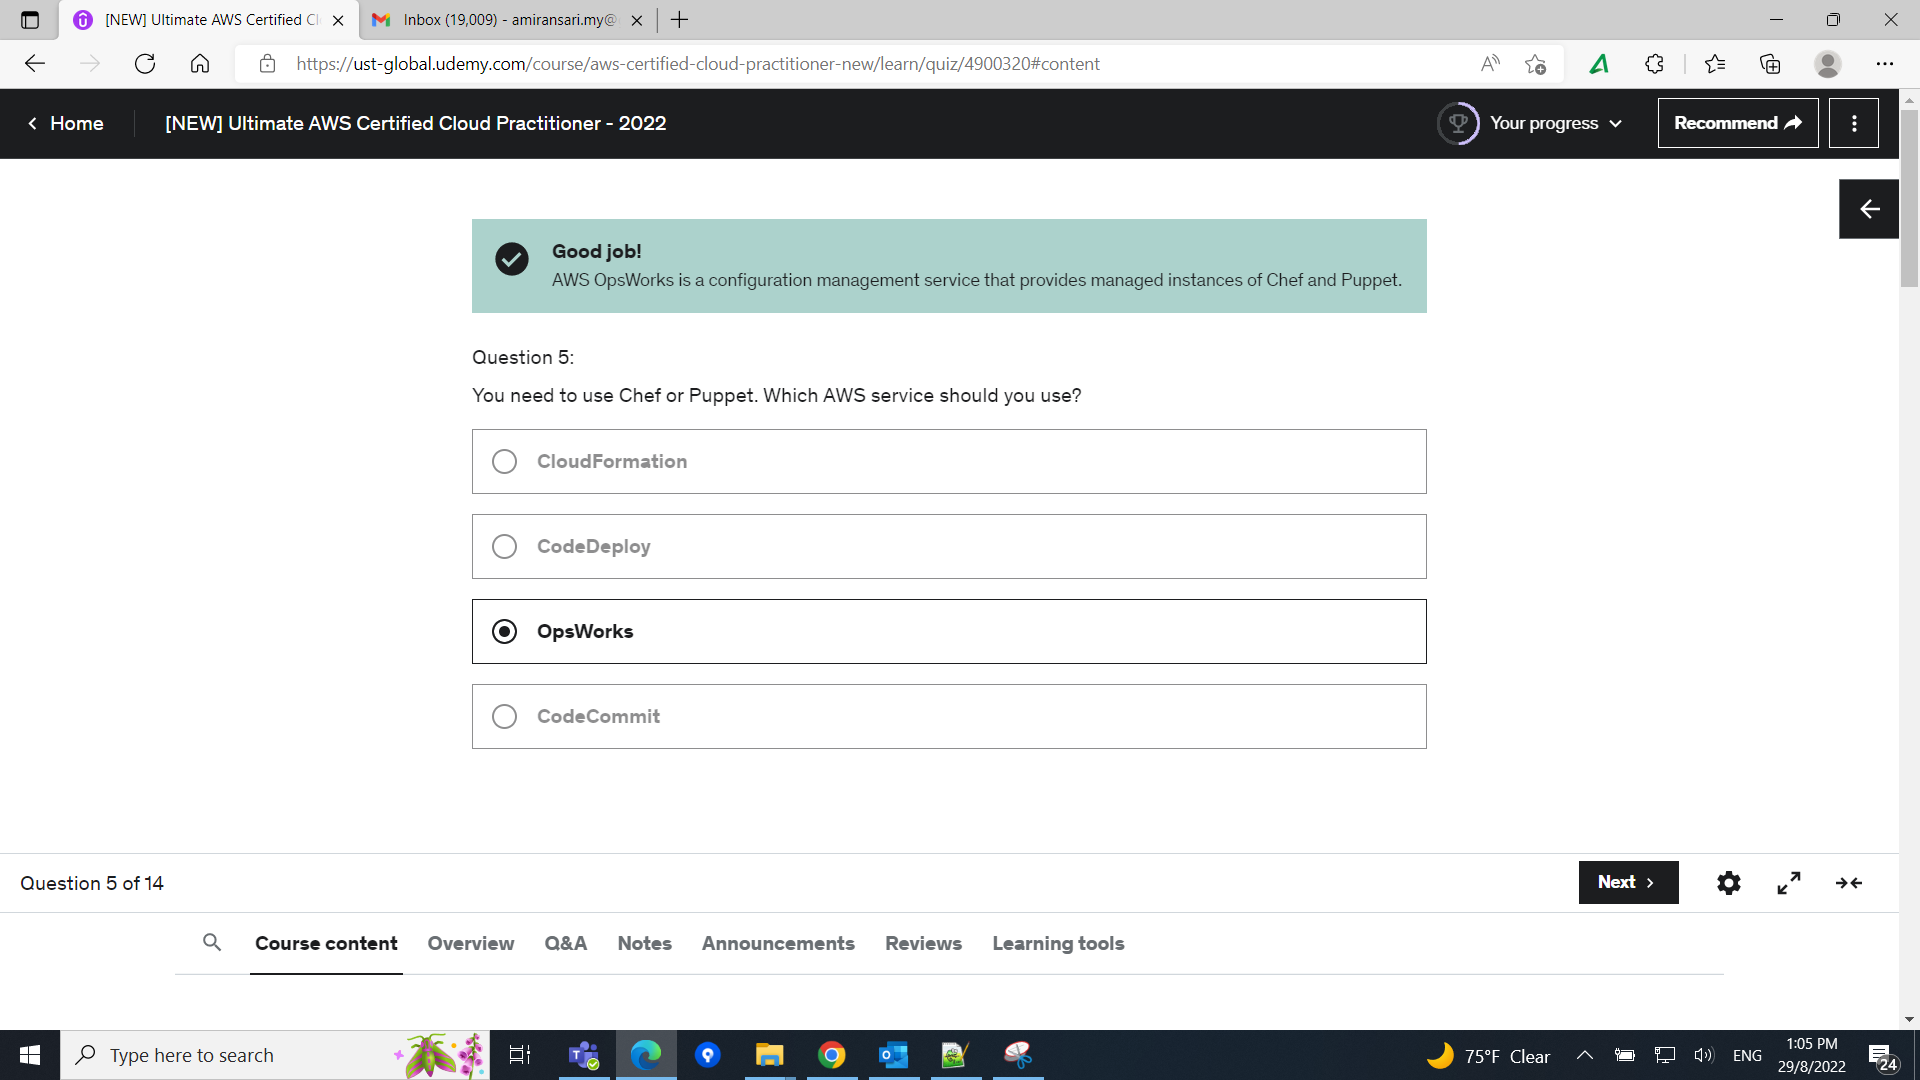 [NEW] Ultimate AWS Certified Cl
Inbox (19,009) - amiransari.my@
https://ust-global.udemy.com/course/aws-certified-cloud-practitioner-new/learn/quiz/4900320#content
Home
[NEW] Ultimate AWS Certified Cloud Practitioner - 2022
Your progress
Recommend
Good job!
AWS OpsWorks is a configuration management service that provides managed instances of Chef and Puppet.
Question 5:
You need to use Chef or Puppet. Which AWS service should you use?
CloudFormation
CodeDeploy
OpsWorks
CodeCommit
Question 5 of 14
Next
Course content
Overview
Q&A
Notes
Announcements
Reviews
Learning tools
Type here to search
75°F Clear
ENG
1:05 PM
29/8/2022
24